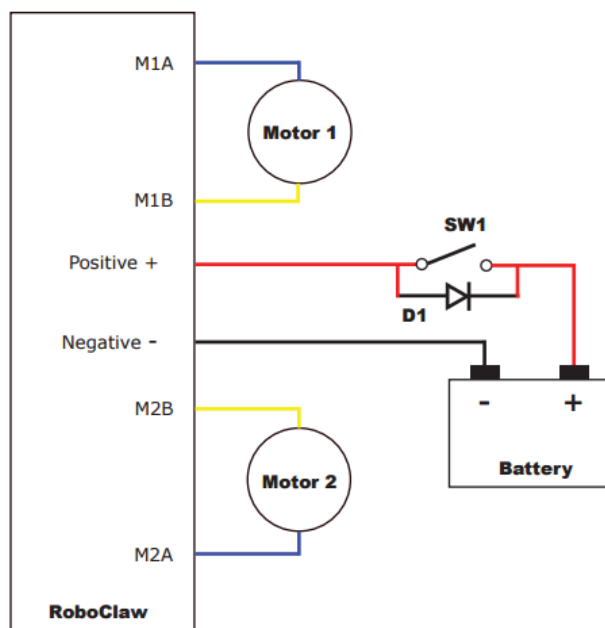 M1A
Motor 1
M1B
SW1
Positive +
D1
Negative -
- +
M2B
Battery
Motor 2
M2A
RoboClaw